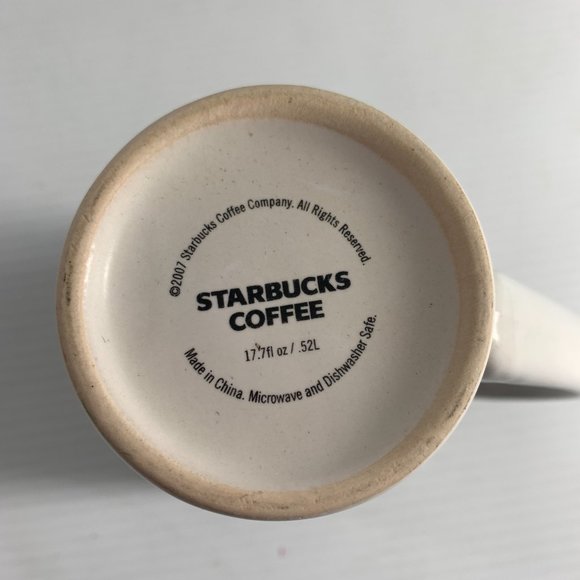 ©2007 Starbucks Coffee Company. All Rights Reserved.
STARBUCKS
COFFEE
17.7fl oz / .52L
Made in China. Microwave and Dishwasher Safe.